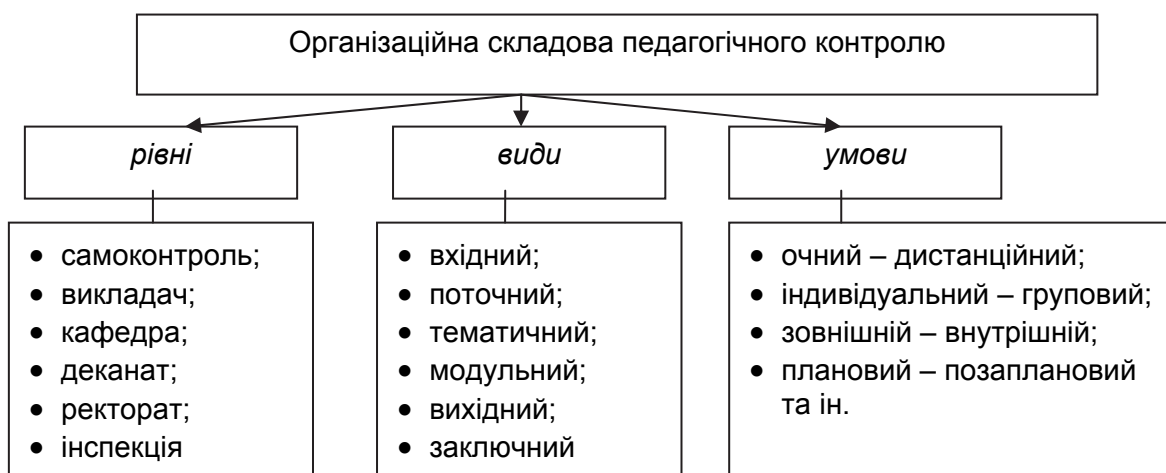 Організаційна складова педагогічного контролю
рівні
види
умови
• самоконтроль;
• викладач;
• кафедра;
• деканат;
• ректорат;
• інспекція
• вхідний;
• поточний;
• тематичний;
• модульний;
• вихідний;
• заключний
• очний – дистанційний;
• індивідуальний – груповий;
• зовнішній – внутрішній;
• плановий – позаплановий
та ін.